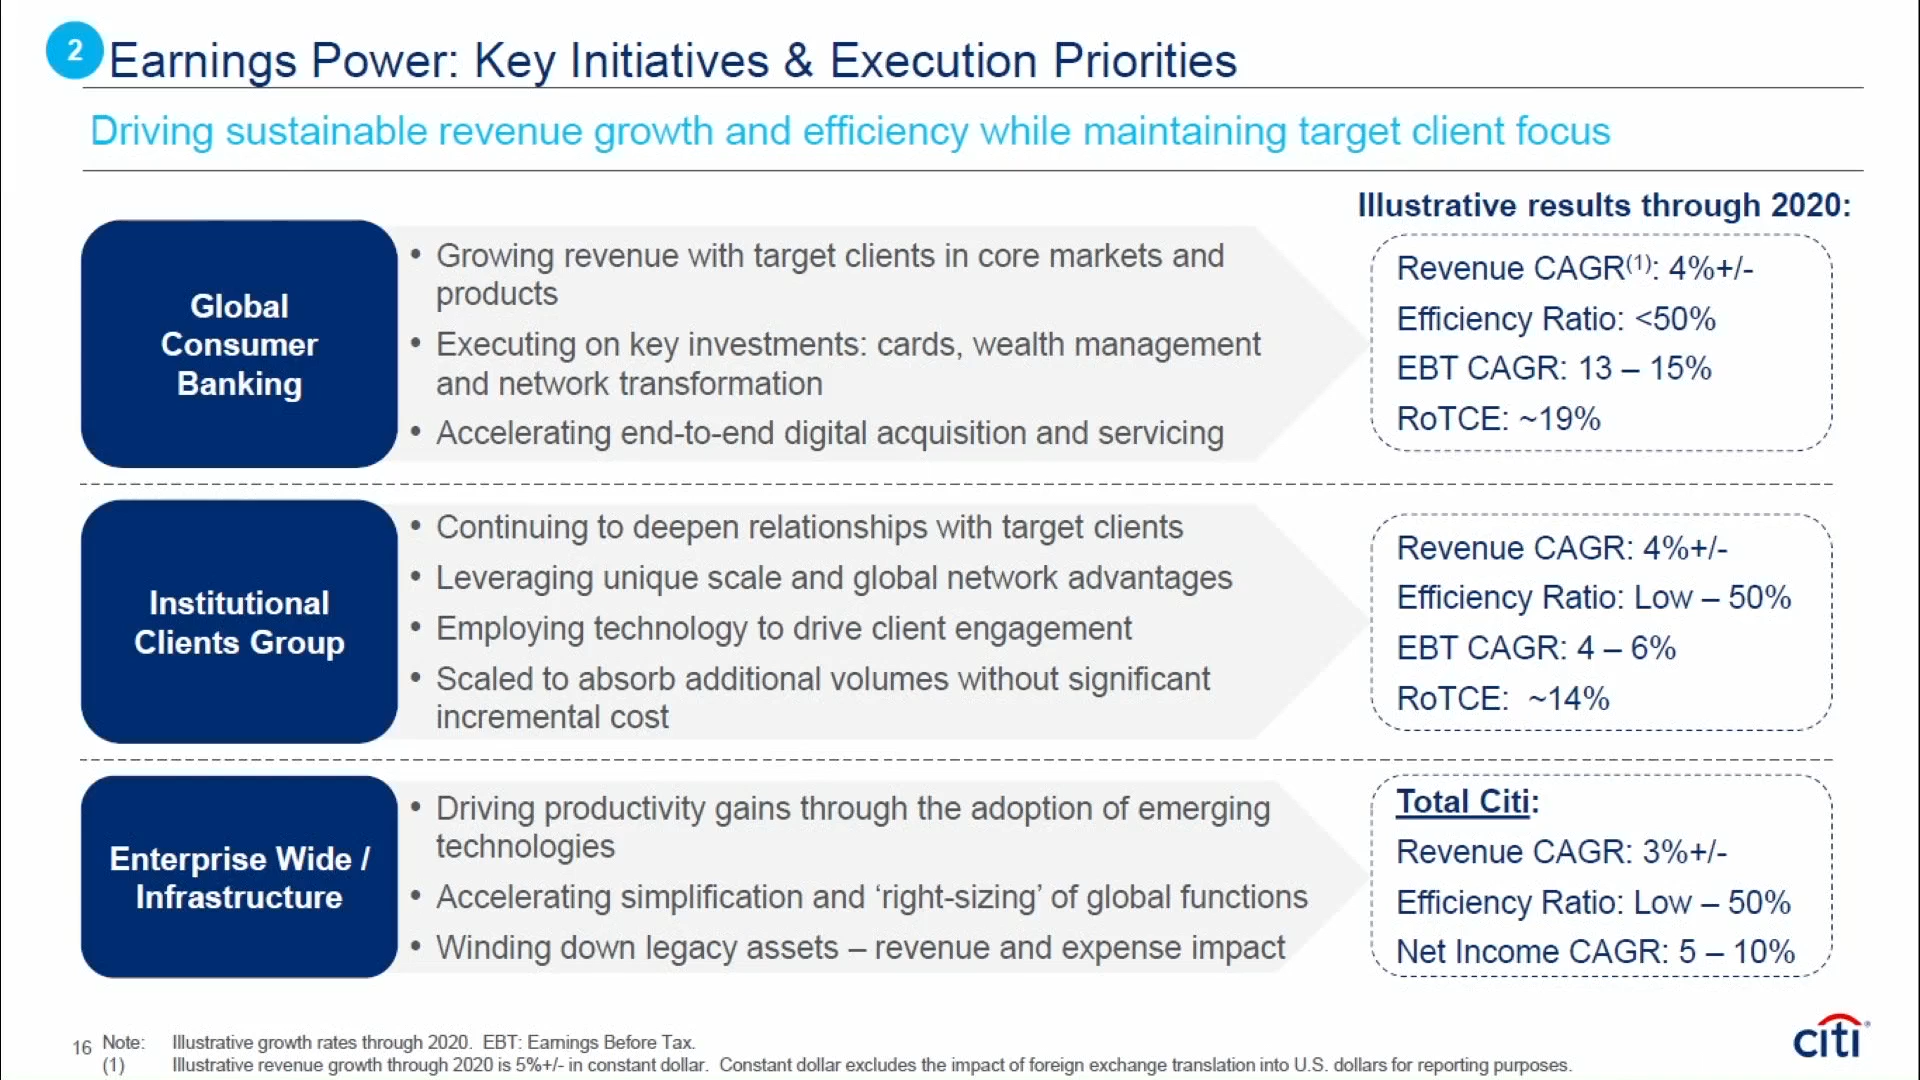 2
Earnings Power: Key Initiatives & Execution Priorities
Driving sustainable revenue growth and efficiency while maintaining target client focus
Illustrative results through 2020:
Global
Consumer
Banking
• Growing revenue with target clients in core markets and
products
• Executing on key investments: cards, wealth management
and network transformation
• Accelerating end-to-end digital acquisition and servicing
Revenue CAGR(1): 4%+/-
Efficiency Ratio: <50%
EBT CAGR: 13 – 15%
RoTCE: ~19%
Institutional
Clients Group
• Continuing to deepen relationships with target clients
• Leveraging unique scale and global network advantages
• Employing technology to drive client engagement
• Scaled to absorb additional volumes without significant
incremental cost
Revenue CAGR: 4%+/-
Efficiency Ratio: Low – 50%
EBT CAGR: 4 – 6%
RoTCE: ~14%
Enterprise Wide /
Infrastructure
• Driving productivity gains through the adoption of emerging
technologies
• Accelerating simplification and ‘right-sizing’ of global functions
• Winding down legacy assets – revenue and expense impact
Total Citi:
Revenue CAGR: 3%+/-
Efficiency Ratio: Low – 50%
Net Income CAGR: 5 – 10%
16 Note: Illustrative growth rates through 2020. EBT: Earnings Before Tax.
(1) Illustrative revenue growth through 2020 is 5%+/- in constant dollar. Constant dollar excludes the impact of foreign exchange translation into U.S. dollars for reporting purposes.
citi®